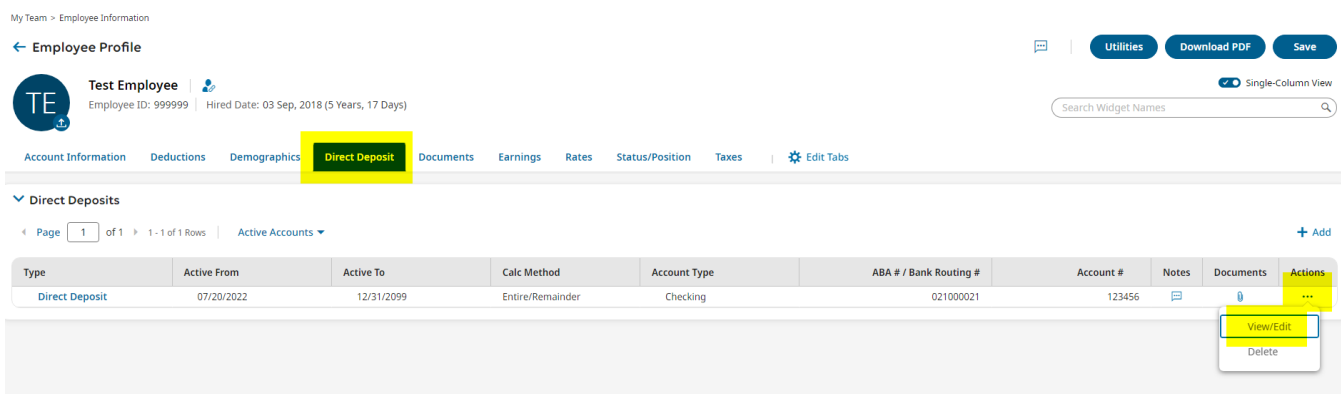 My Team > Employee Information
Employee Profile
Utilities
Download PDF
Save
TE
Test Employee
Employee ID: 999999 | Hired Date: 03 Sep, 2018 (5 Years, 17 Days)
Single-Column View
Search Widget Names
Account Information Deductions Demographics Direct Deposit Documents Earnings Rates Status/Position Taxes | Edit Tabs
Direct Deposits
Page 1 of 1 1 - 1 of 1 Rows | Active Accounts
+ Add
Type Active From Active To Calc Method Account Type ABA # / Bank Routing # Account # Notes Documents Actions
Direct Deposit 07/20/2022 12/31/2099 Entire/Remainder Checking 021000021 123456 ...
View/Edit
Delete